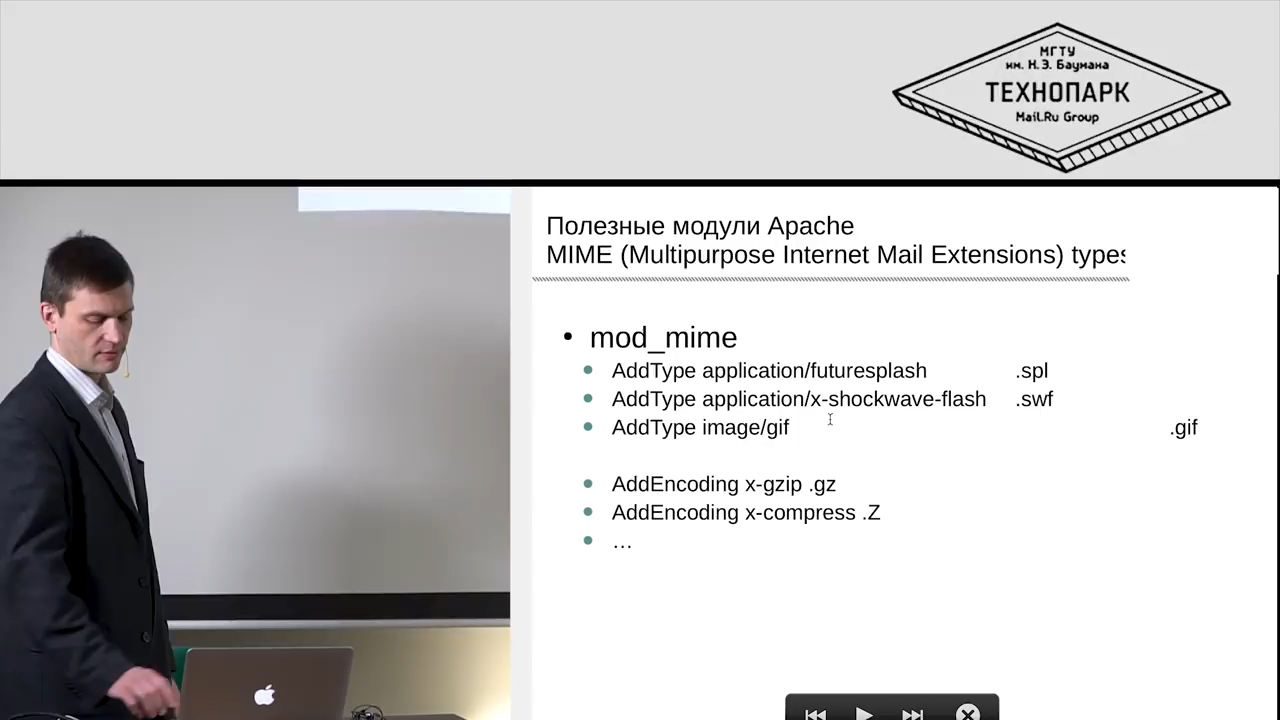 МГТУ
им. Н.Э. Баумана
ТЕХНОПАРК
Mail.Ru Group
Полезные модули Apache
MIME (Multipurpose Internet Mail Extensions) types
• mod_mime
• AddType application/futuresplash .spl
• AddType application/x-shockwave-flash .swf
• AddType image/gif .gif
• AddEncoding x-gzip .gz
• AddEncoding x-compress .Z
• …